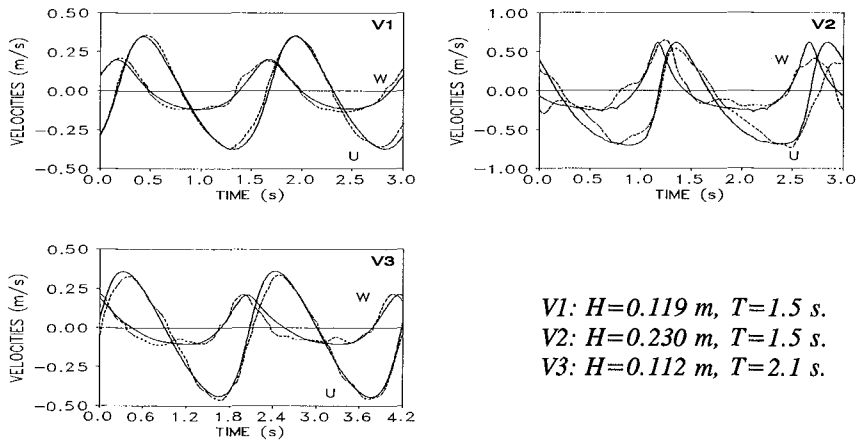 V1
VELOCITIES (m/s)
0.50
0.25
0.00
−0.25
−0.50
W
U
0.0 0.5 1.0 1.5 2.0 2.5 3.0
TIME (s)
V2
VELOCITIES (m/s)
1.00
0.50
0.00
−0.50
−1.00
W
U
0.0 0.5 1.0 1.5 2.0 2.5 3.0
TIME (s)
V3
VELOCITIES (m/s)
0.50
0.25
0.00
−0.25
−0.50
W
U
0.0 0.6 1.2 1.8 2.4 3.0 3.6 4.2
TIME (s)
V1: H=0.119 m, T=1.5 s.
V2: H=0.230 m, T=1.5 s.
V3: H=0.112 m, T=2.1 s.